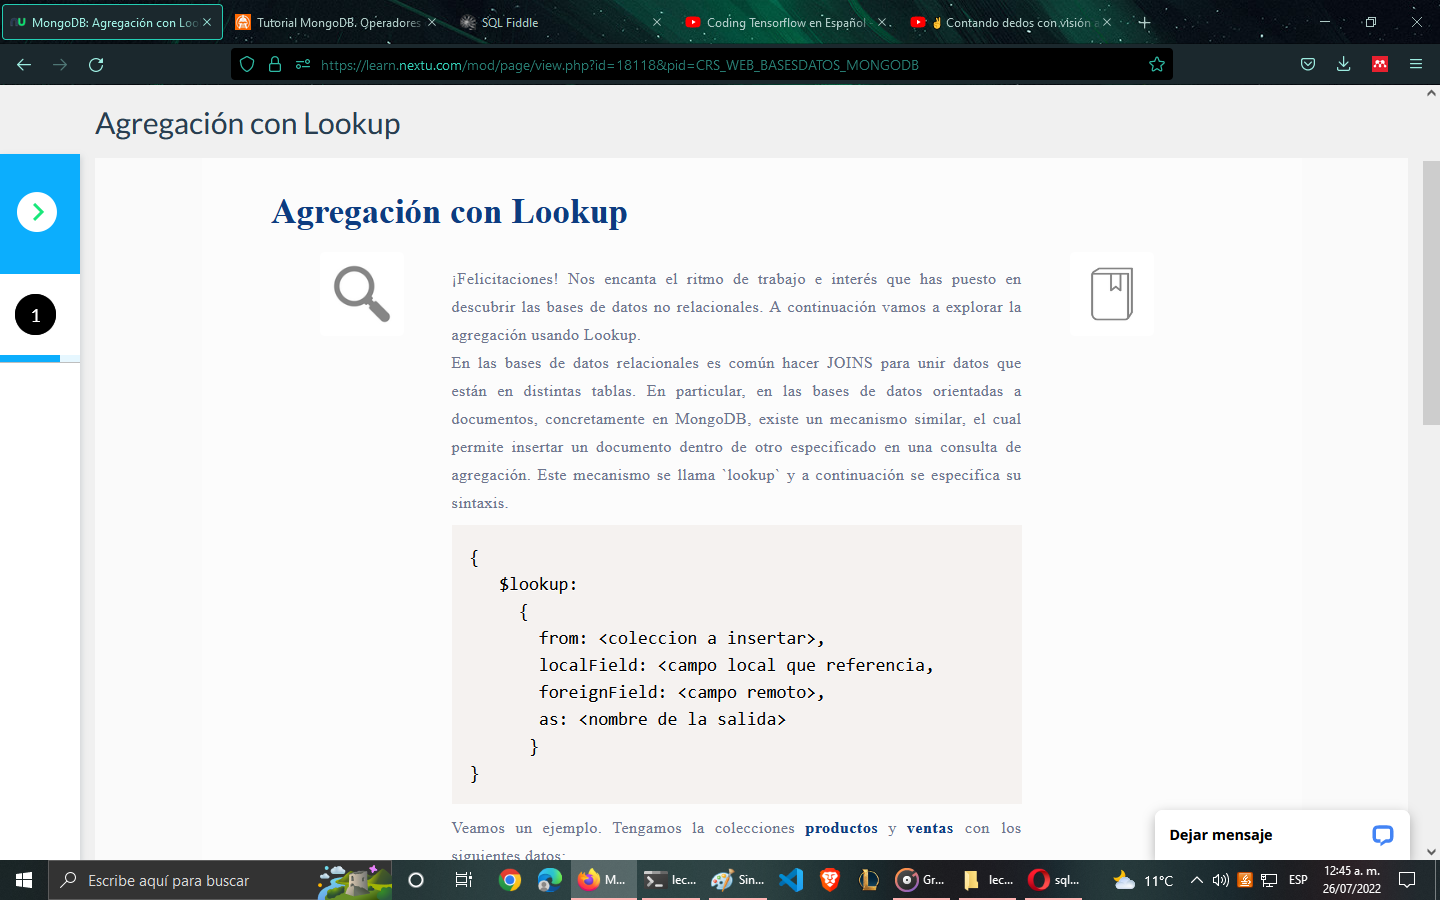 MongoDB: Agregación con Loo
Tutorial MongoDB. Operadores
SQL Fiddle
Coding Tensorflow en Español -
✌ Contando dedos con visión a
https://learn.nextu.com/mod/page/view.php?id=18118&pid=CRS_WEB_BASESDATOS_MONGODB
Agregación con Lookup
1
Agregación con Lookup
¡Felicitaciones! Nos encanta el ritmo de trabajo e interés que has puesto en
descubrir las bases de datos no relacionales. A continuación vamos a explorar la
agregación usando Lookup.
En las bases de datos relacionales es común hacer JOINS para unir datos que
están en distintas tablas. En particular, en las bases de datos orientadas a
documentos, concretamente en MongoDB, existe un mecanismo similar, el cual
permite insertar un documento dentro de otro especificado en una consulta de
agregación. Este mecanismo se llama `lookup` y a continuación se especifica su
sintaxis.
{
$lookup:
{
from: <coleccion a insertar>,
localField: <campo local que referencia,
foreignField: <campo remoto>,
as: <nombre de la salida>
}
}
Veamos un ejemplo. Tengamos la colecciones productos y ventas con los
siguientes datos:
Dejar mensaje
Escribe aquí para buscar
M...
lec...
Sin...
Gr...
lec...
sql...
11°C
ESP
12:45 a. m.
26/07/2022